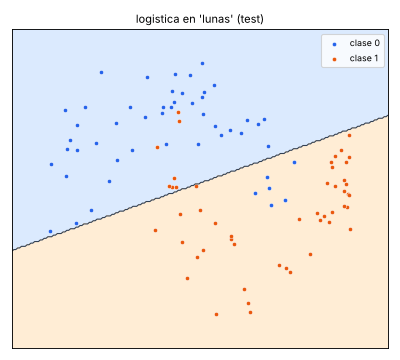 logistica en 'lunas' (test)
clase 0
clase 1